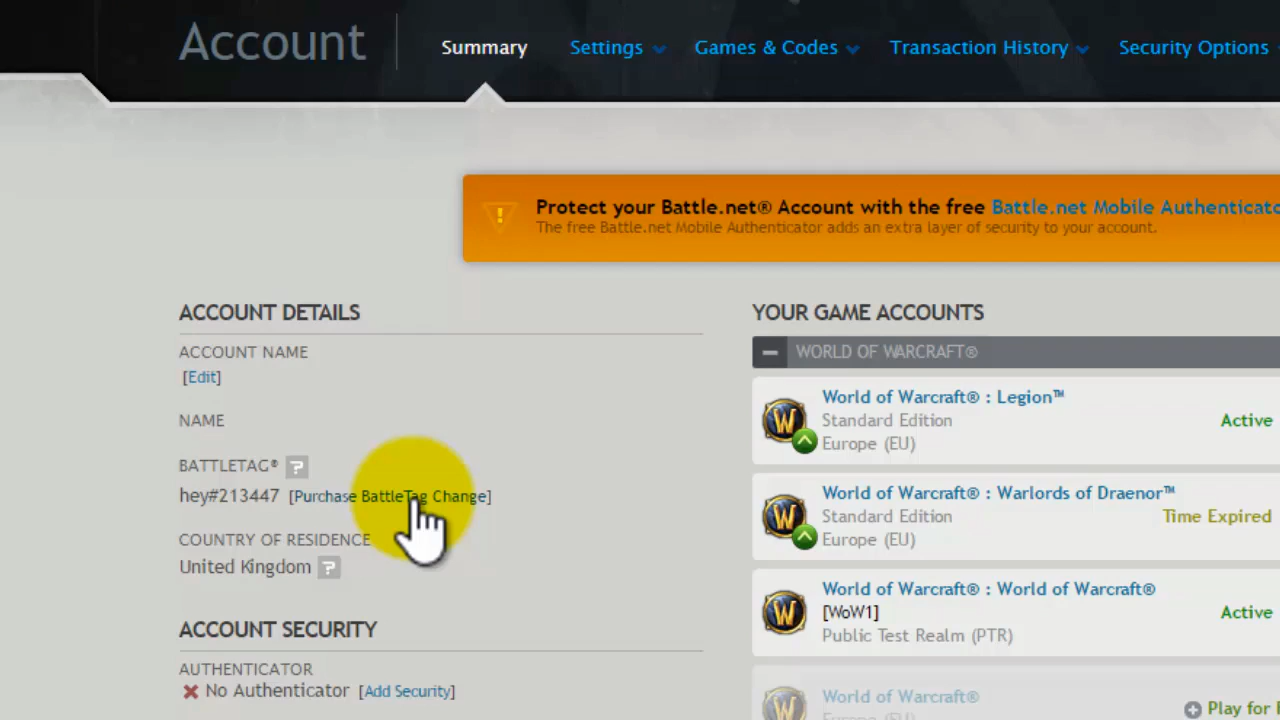 Account
Summary
Settings
Games & Codes
Transaction History
Security Options
Protect your Battle.net® Account with the free Battle.net Mobile Authenticato
The free Battle.net Mobile Authenticator adds an extra layer of security to your account.
ACCOUNT DETAILS
ACCOUNT NAME
[Edit]
NAME
BATTLETAG® ?
hey#213447 [Purchase BattleTag Change]
COUNTRY OF RESIDENCE
United Kingdom ?
ACCOUNT SECURITY
AUTHENTICATOR
No Authenticator [Add Security]
YOUR GAME ACCOUNTS
WORLD OF WARCRAFT®
World of Warcraft® : Legion™
Standard Edition
Active
Europe (EU)
World of Warcraft® : Warlords of Draenor™
Standard Edition
Time Expired
Europe (EU)
World of Warcraft® : World of Warcraft®
[WoW1]
Active
Public Test Realm (PTR)
World of Warcraft®
Play for